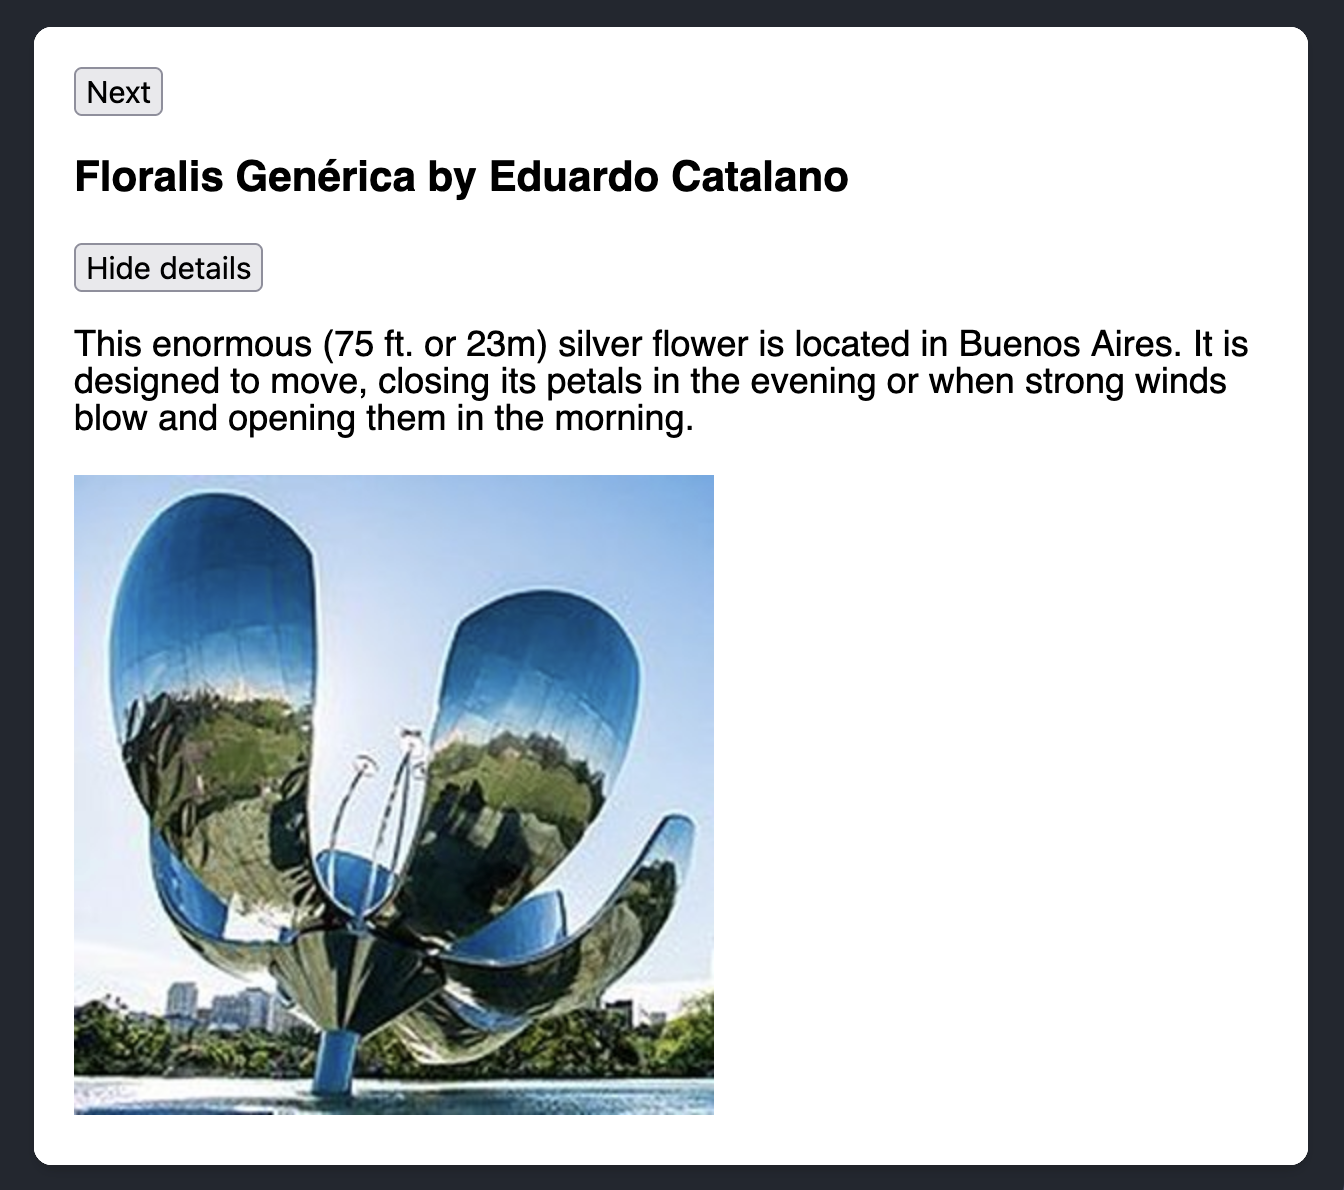 Next
Floralis Genérica by Eduardo Catalano
Hide details
This enormous (75 ft. or 23m) silver flower is located in Buenos Aires. It is
designed to move, closing its petals in the evening or when strong winds
blow and opening them in the morning.